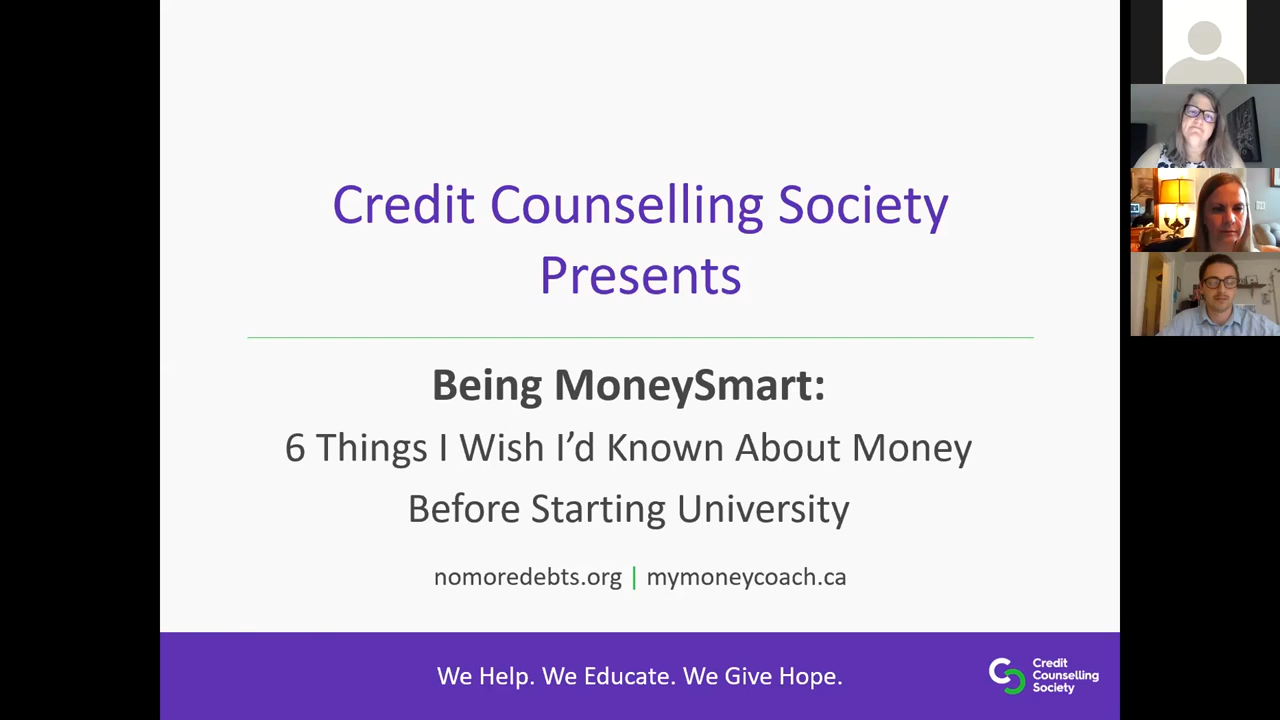 Credit Counselling Society
Presents
Being MoneySmart:
6 Things I Wish I’d Known About Money
Before Starting University
nomoredebts.org | mymoneycoach.ca
We Help. We Educate. We Give Hope.
Credit
Counselling
Society